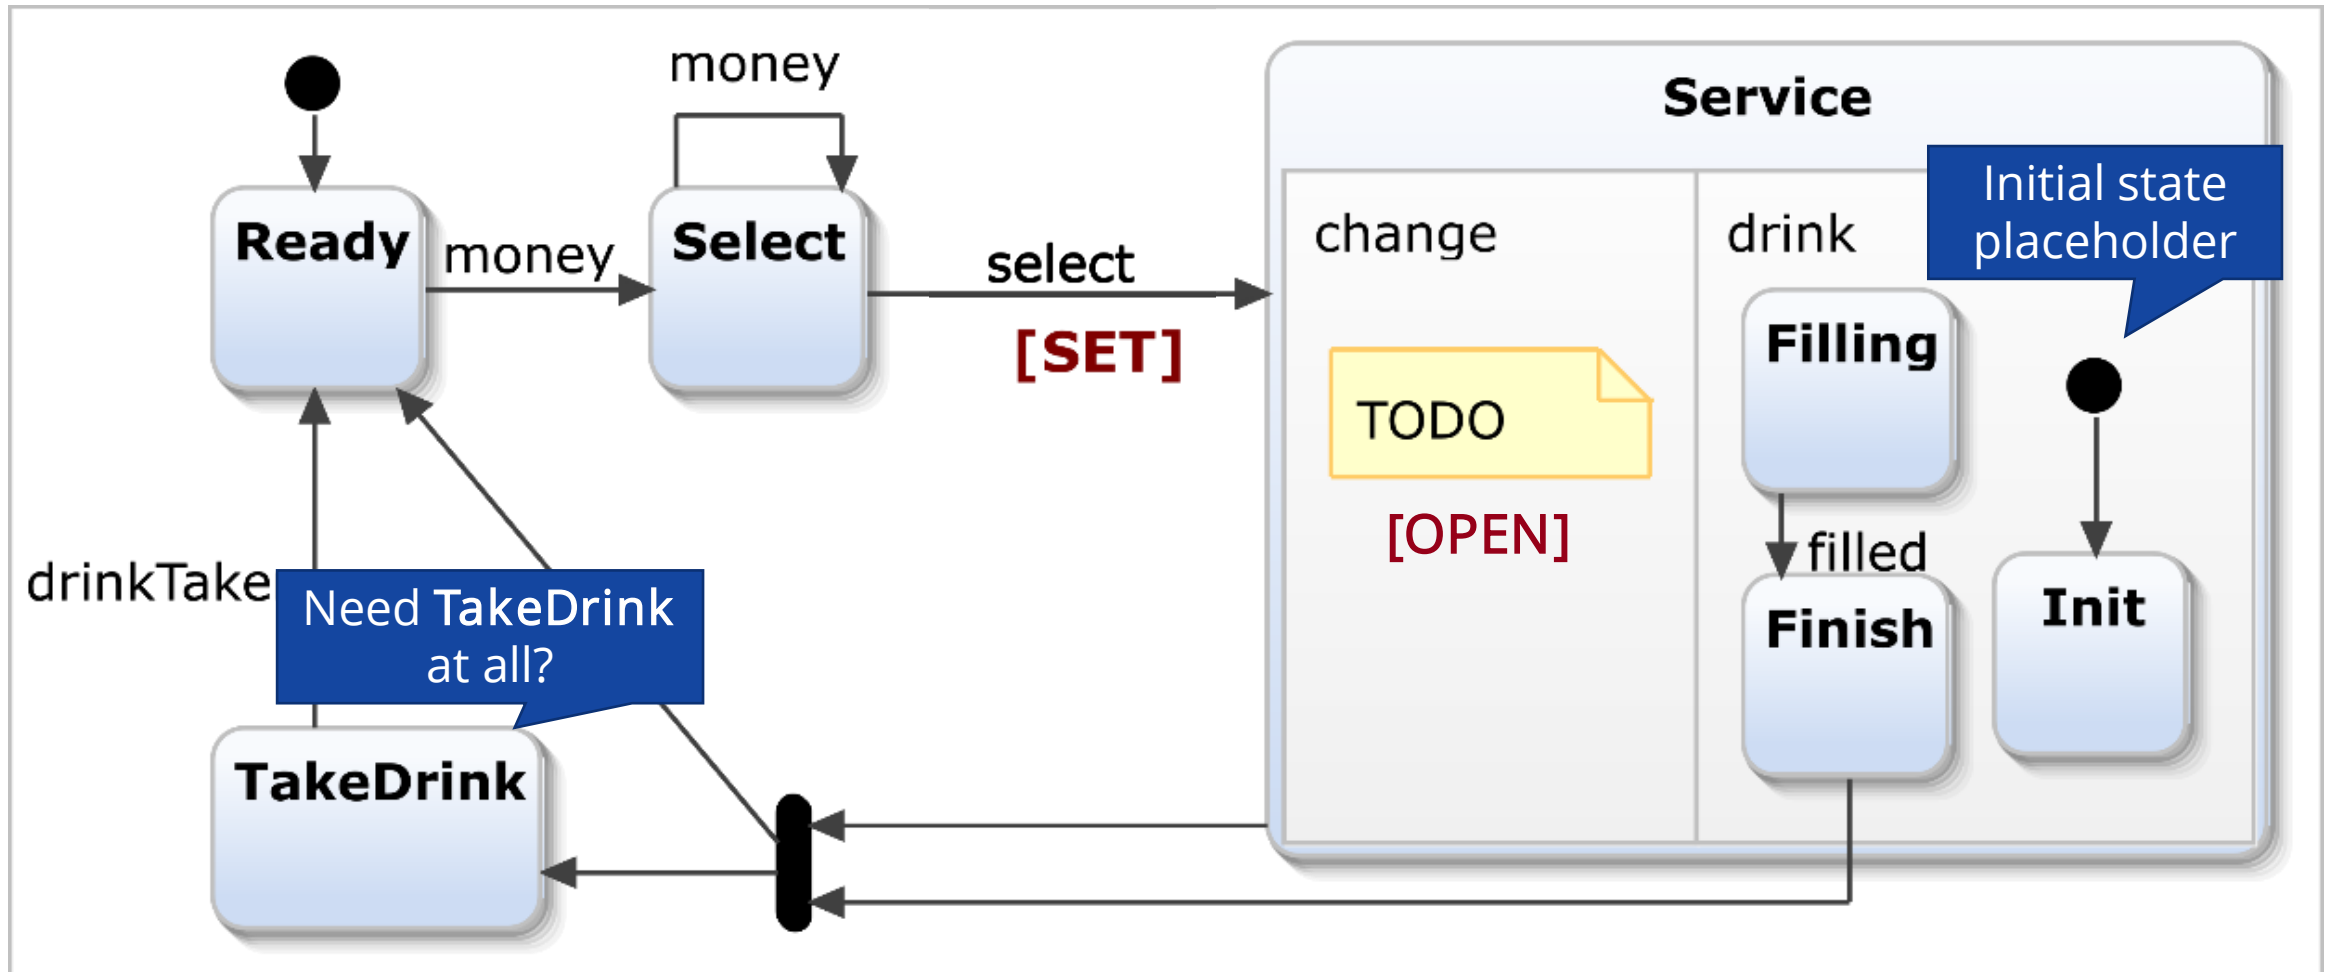 money
Service
Initial state
placeholder
Ready
money
Select
select
[SET]
change
drink
Filling
TODO
[OPEN]
filled
drinkTake
Need TakeDrink
at all?
Finish
Init
TakeDrink